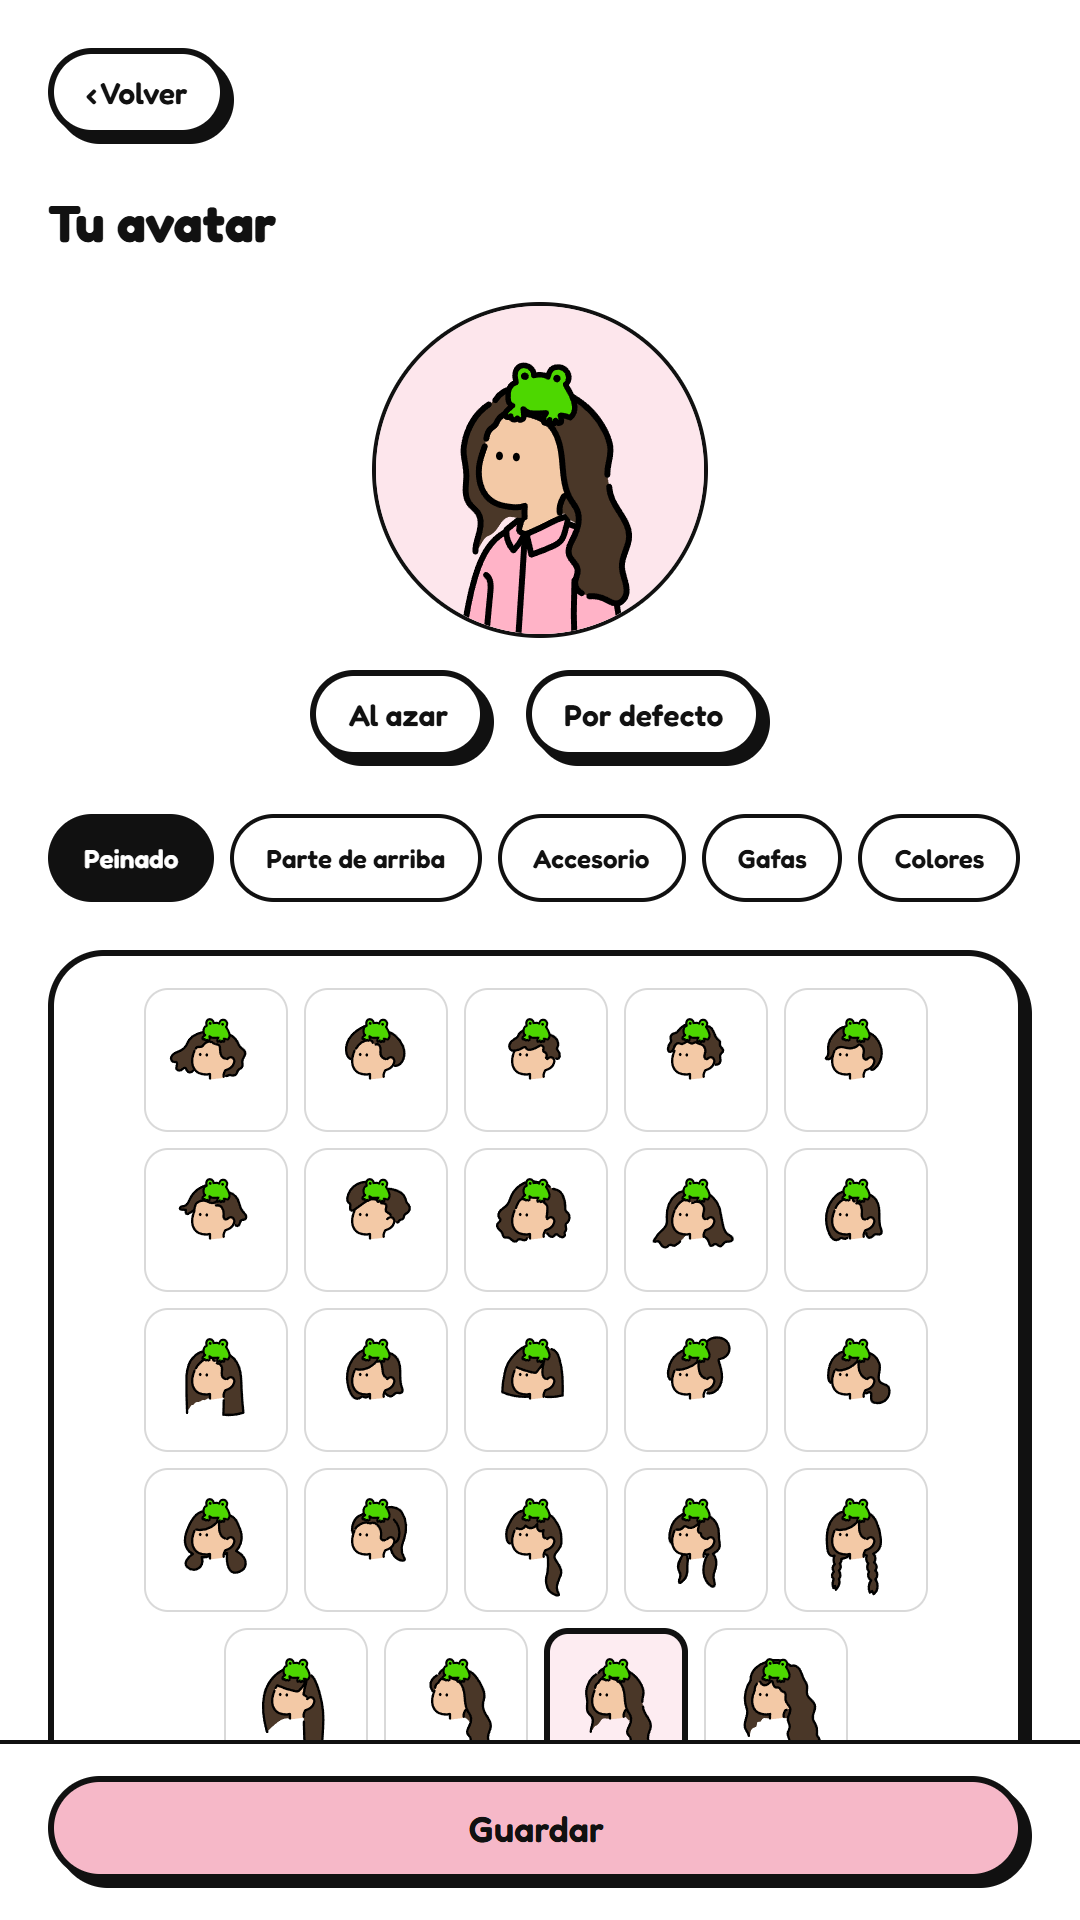 ‹ Volver
Tu avatar
Al azar
Por defecto
Peinado
Parte de arriba
Accesorio
Gafas
Colores
Guardar